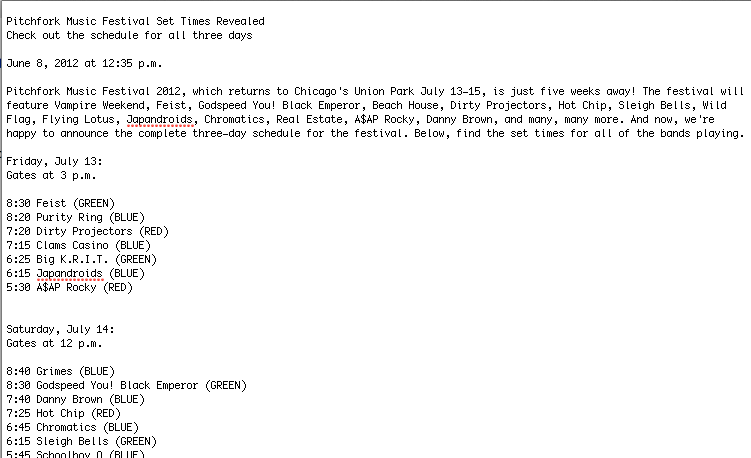 Pitchfork Music Festival Set Times Revealed
Check out the schedule for all three days
June 8, 2012 at 12:35 p.m.
Pitchfork Music Festival 2012, which returns to Chicago's Union Park July 13-15, is just five weeks away! The festival will
feature Vampire Weekend, Feist, Godspeed You! Black Emperor, Beach House, Dirty Projectors, Hot Chip, Sleigh Bells, Wild
Flag, Flying Lotus, Japandroids, Chromatics, Real Estate, A$AP Rocky, Danny Brown, and many, many more. And now, we're
happy to announce the complete three-day schedule for the festival. Below, find the set times for all of the bands playing.
Friday, July 13:
Gates at 3 p.m.
8:30 Feist (GREEN)
8:20 Purity Ring (BLUE)
7:20 Dirty Projectors (RED)
7:15 Clams Casino (BLUE)
6:25 Big K.R.I.T. (GREEN)
6:15 Japandroids (BLUE)
5:30 A$AP Rocky (RED)
Saturday, July 14:
Gates at 12 p.m.
8:40 Grimes (BLUE)
8:30 Godspeed You! Black Emperor (GREEN)
7:40 Danny Brown (BLUE)
7:25 Hot Chip (RED)
6:45 Chromatics (BLUE)
6:15 Sleigh Bells (GREEN)
5:45 Schoolboy Q (BLUE)